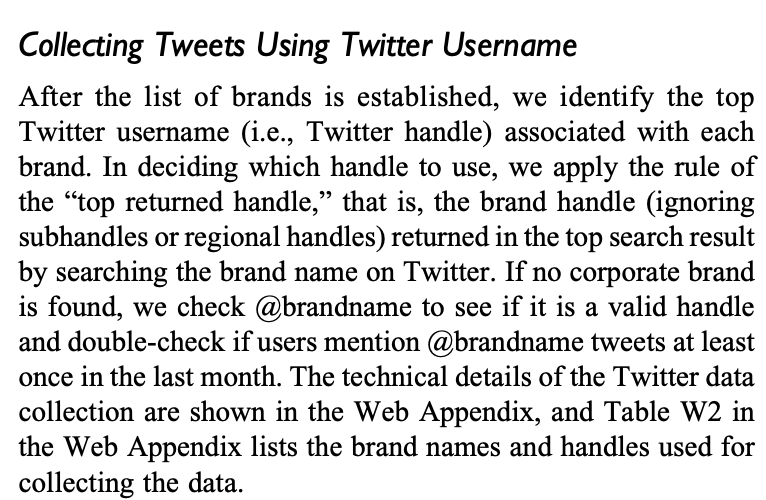 Collecting Tweets Using Twitter Username
After the list of brands is established, we identify the top
Twitter username (i.e., Twitter handle) associated with each
brand. In deciding which handle to use, we apply the rule of
the “top returned handle,” that is, the brand handle (ignoring
subhandles or regional handles) returned in the top search result
by searching the brand name on Twitter. If no corporate brand
is found, we check @brandname to see if it is a valid handle
and double-check if users mention @brandname tweets at least
once in the last month. The technical details of the Twitter data
collection are shown in the Web Appendix, and Table W2 in
the Web Appendix lists the brand names and handles used for
collecting the data.